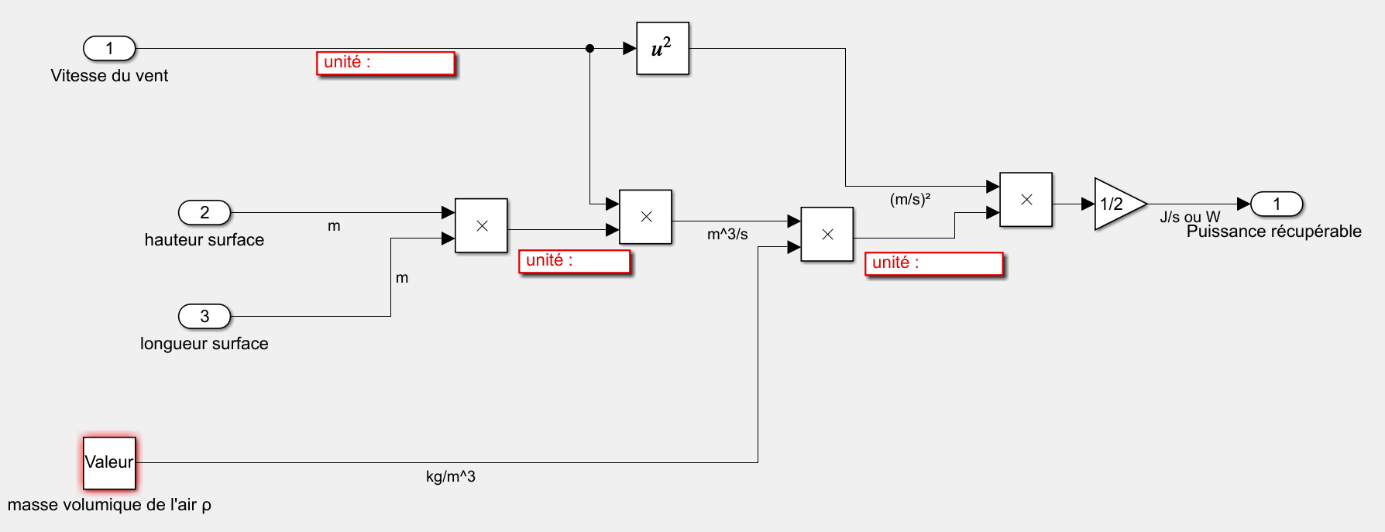 1
Vitesse du vent
unité :
u²
2
hauteur surface
m
×
unité :
×
m^3/s
×
unité :
(m/s)²
×
1/2
J/s ou W
1
Puissance récupérable
m
3
longueur surface
Valeur
kg/m^3
masse volumique de l'air ρ